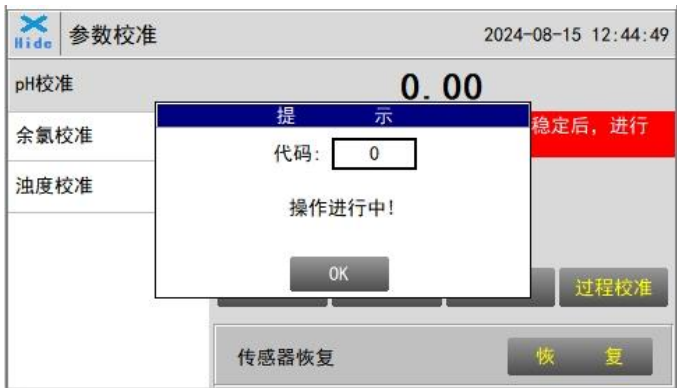 Hide
参数校准
2024-08-15 12:44:49
pH校准
0.00
余氯校准
稳定后，进行
浊度校准
提 示
代码： 0
操作进行中！
OK
过程校准
传感器恢复
恢 复